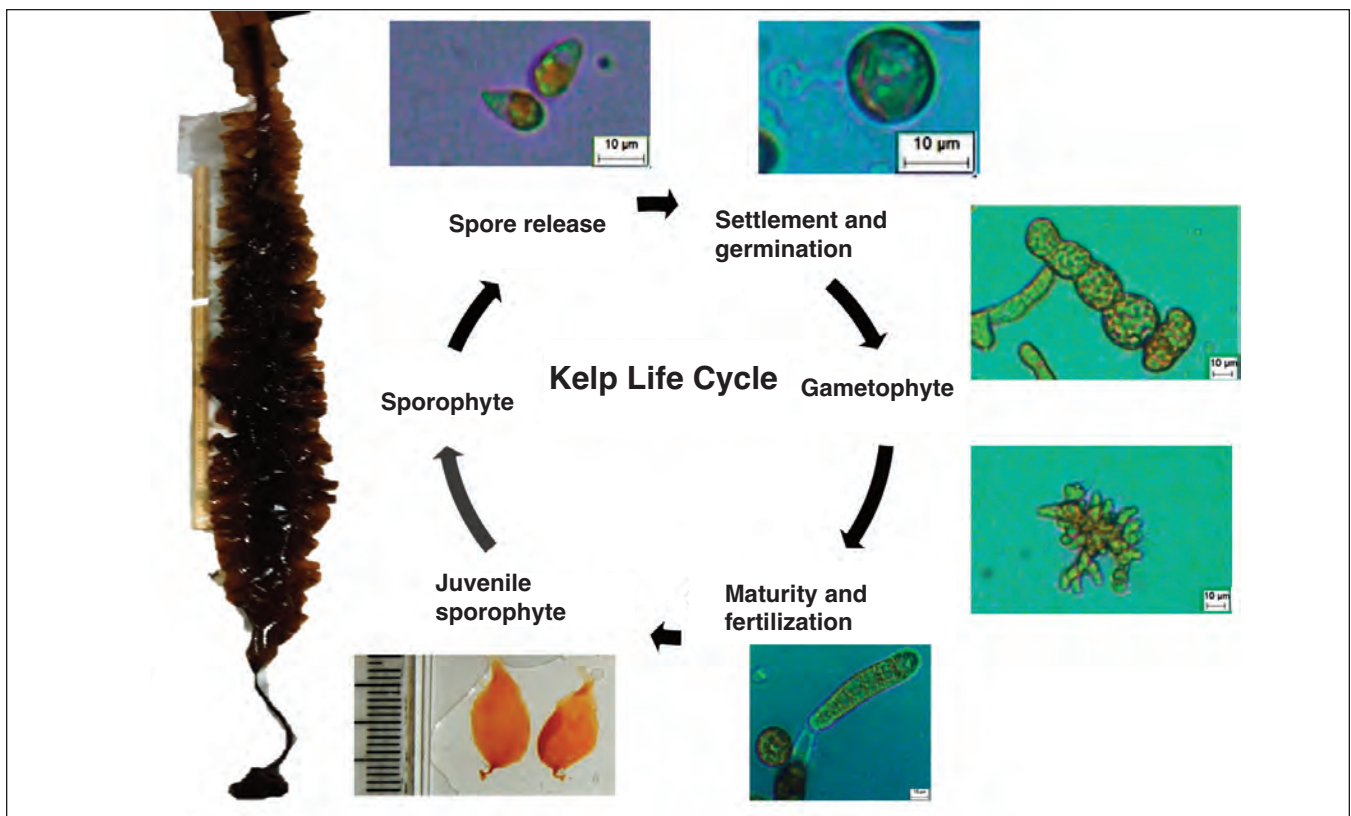 10 µm
10 µm
Spore release
Settlement and
germination
10 µm
Kelp Life Cycle
Sporophyte
Gametophyte
10 µm
Juvenile
sporophyte
Maturity and
fertilization